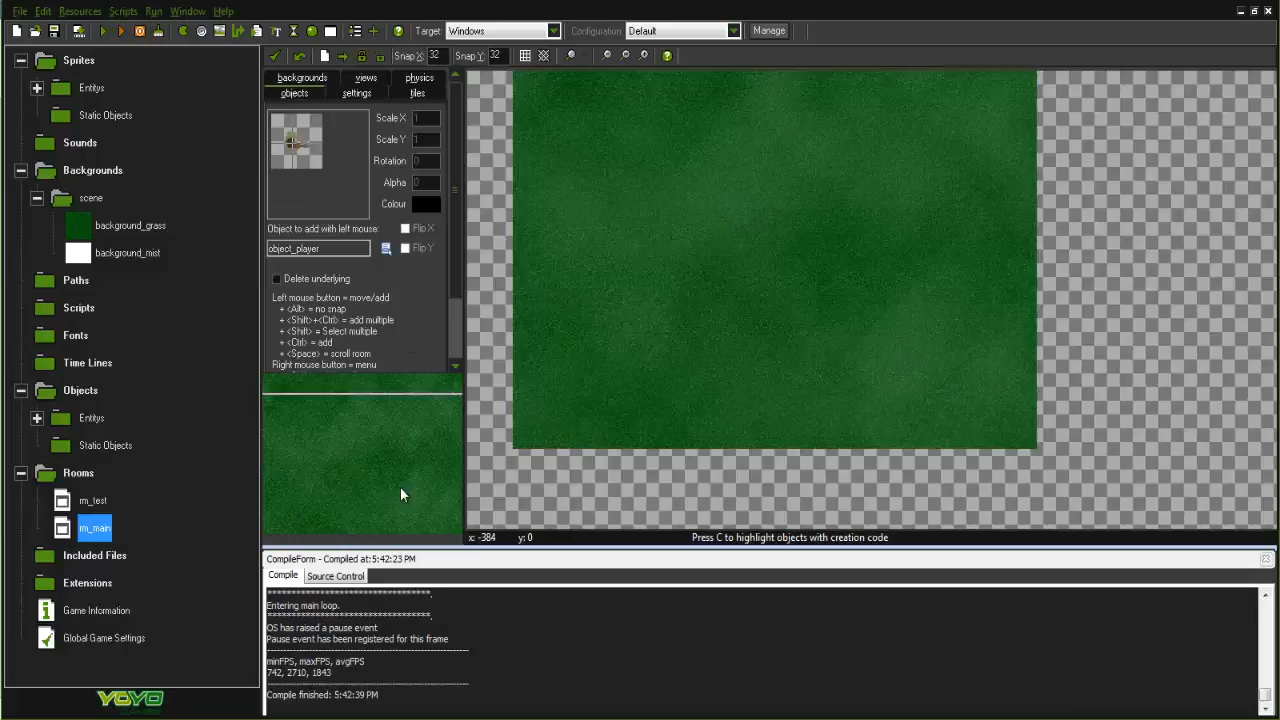 File Edit Resources Scripts Run Window Help
Target: Windows Configuration: Default Manage
Snap X: 32 Snap Y: 32
Sprites
Entitys
Static Objects
Sounds
Backgrounds
scene
background_grass
background_mist
Paths
Scripts
Fonts
Time Lines
Objects
Entitys
Static Objects
Rooms
rm_test
rm_main
Included Files
Extensions
Game Information
Global Game Settings
YOYO
GAMES
backgrounds views physics
objects settings tiles
Scale X 1
Scale Y 1
Rotation 0
Alpha 0
Colour
Object to add with left mouse: Flip X
object_player Flip Y
Delete underlying
Left mouse button = move/add
+ <Alt> = no snap
+ <Shift>+<Ctrl> = add multiple
+ <Shift> = Select multiple
+ <Ctrl> = add
+ <Space> = scroll room
Right mouse button = menu
x: -384 y: 0 Press C to highlight objects with creation code
CompileForm - Compiled at:5:42:23 PM
Compile Source Control
***********************************.
Entering main loop.
***********************************.
OS has raised a pause event
Pause event has been registered for this frame
minFPS, maxFPS, avgFPS
742, 2710, 1843
Compile finished: 5:42:39 PM